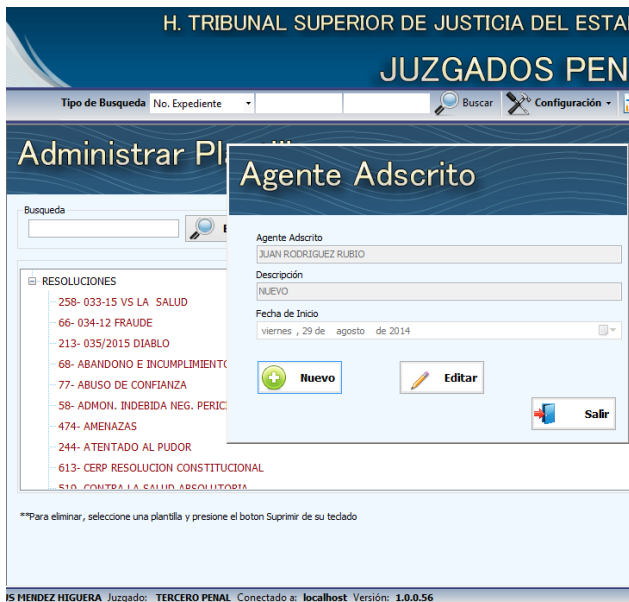 H. TRIBUNAL SUPERIOR DE JUSTICIA DEL
JUZGADOS
Tipo de Busqueda No. Expediente Buscar Configuración
Administrar
Agente Adscrito
Busqueda
Agente Adscrito
JUAN RODRIGUEZ RUBIO
Descripción
NUEVO
Fecha de Inicio
viernes , 29 de agosto de 2014
RESOLUCIONES
258- 033-15 VS LA SALUD
66- 034-12 FRAUDE
213- 035/2015 DIABLO
68- ABANDONO E INCUMPLIMIENTO
77- ABUSO DE CONFIANZA
58- ADMON. INDEBIDA NEG.
474- AMENAZAS
244- ATENTADO AL PUDOR
613- CERP RESOLUCION CONSTITUCIONAL
510- CONTRA LA SALUD ABSOLUTORIA
Nuevo Editar
Salir
**Para eliminar, seleccione una plantilla y presione el boton Suprimir de su teclado
MENDEZ HIGUERA Juzgado: TERCERO PENAL Conectado a: localhost Versión: 1.0.0.56